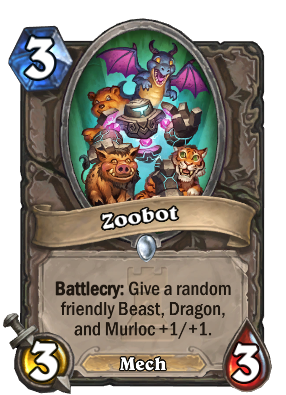 3
Zoobot
Battlecry: Give a random
friendly Beast, Dragon,
and Murloc +1/+1.
3
Mech
3